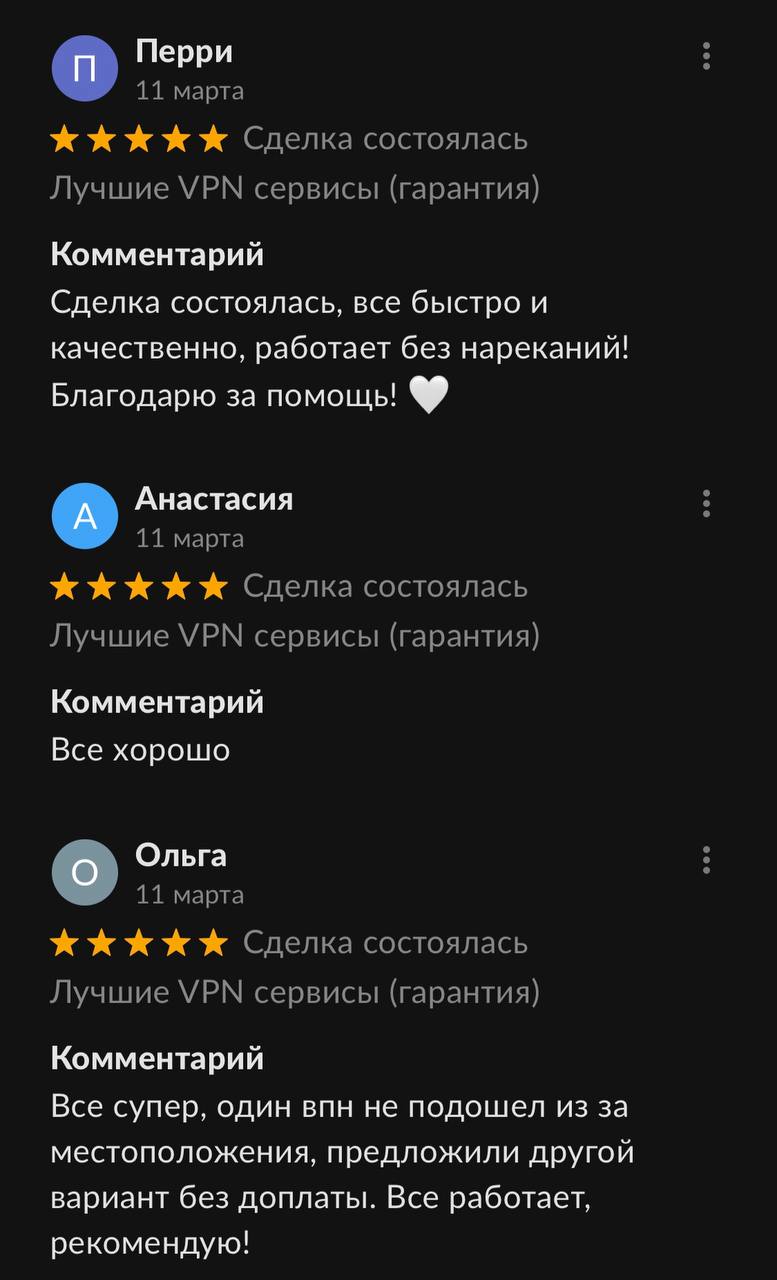 П
Перри
11 марта
Сделка состоялась
Лучшие VPN сервисы (гарантия)
Комментарий
Сделка состоялась, все быстро и
качественно, работает без нареканий!
Благодарю за помощь! 🤍
А
Анастасия
11 марта
Сделка состоялась
Лучшие VPN сервисы (гарантия)
Комментарий
Все хорошо
О
Ольга
11 марта
Сделка состоялась
Лучшие VPN сервисы (гарантия)
Комментарий
Все супер, один впн не подошел из за
местоположения, предложили другой
вариант без доплаты. Все работает,
рекомендую!